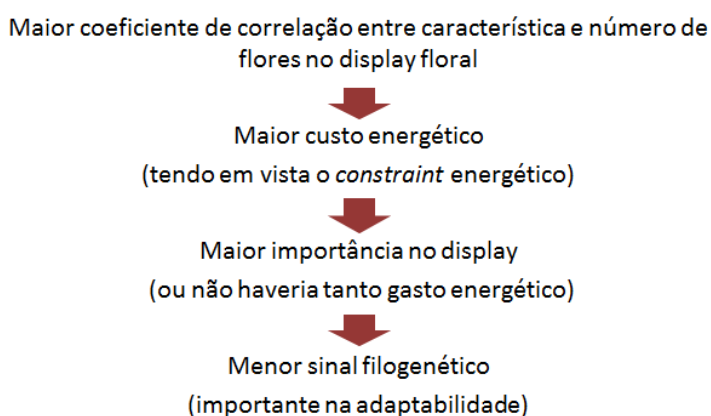 Maior coeficiente de correlação entre característica e número de
flores no display floral
Maior custo energético
(tendo em vista o constraint energético)
Maior importância no display
(ou não haveria tanto gasto energético)
Menor sinal filogenético
(importante na adaptabilidade)